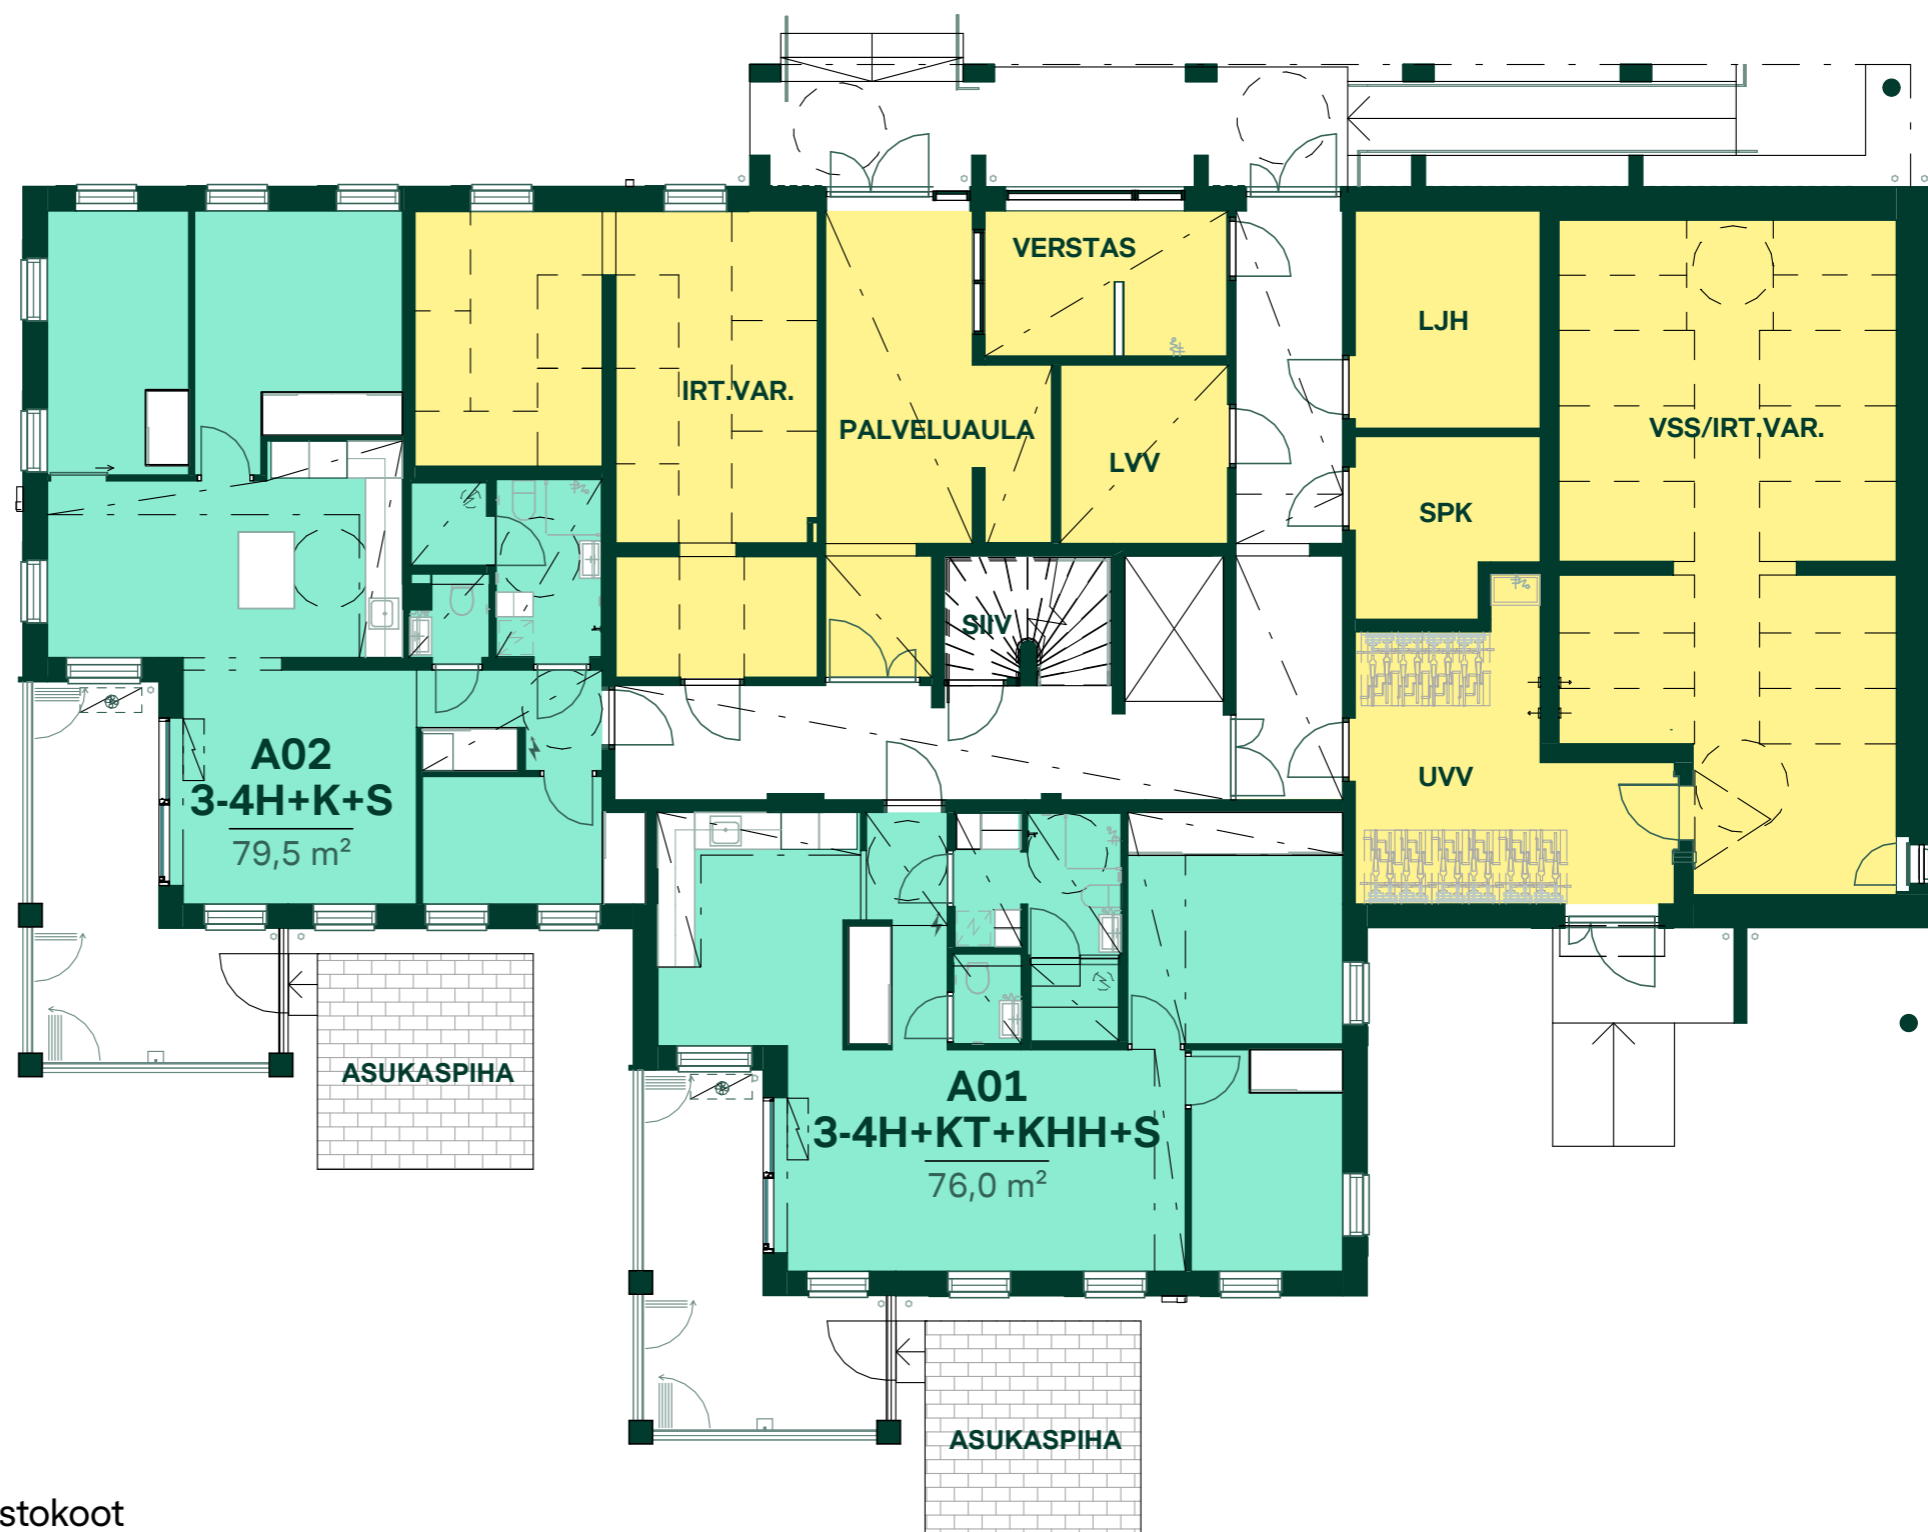 VERSTAS
LJH
IRT.VAR.
PALVELUAULA
VSS/IRT.VAR.
LVV
SPK
SIIV
A02
3-4H+K+S
79,5 m²
UVV
ASUKASPIHA
A01
3-4H+KT+KHH+S
76,0 m²
ASUKASPIHA
stokoot